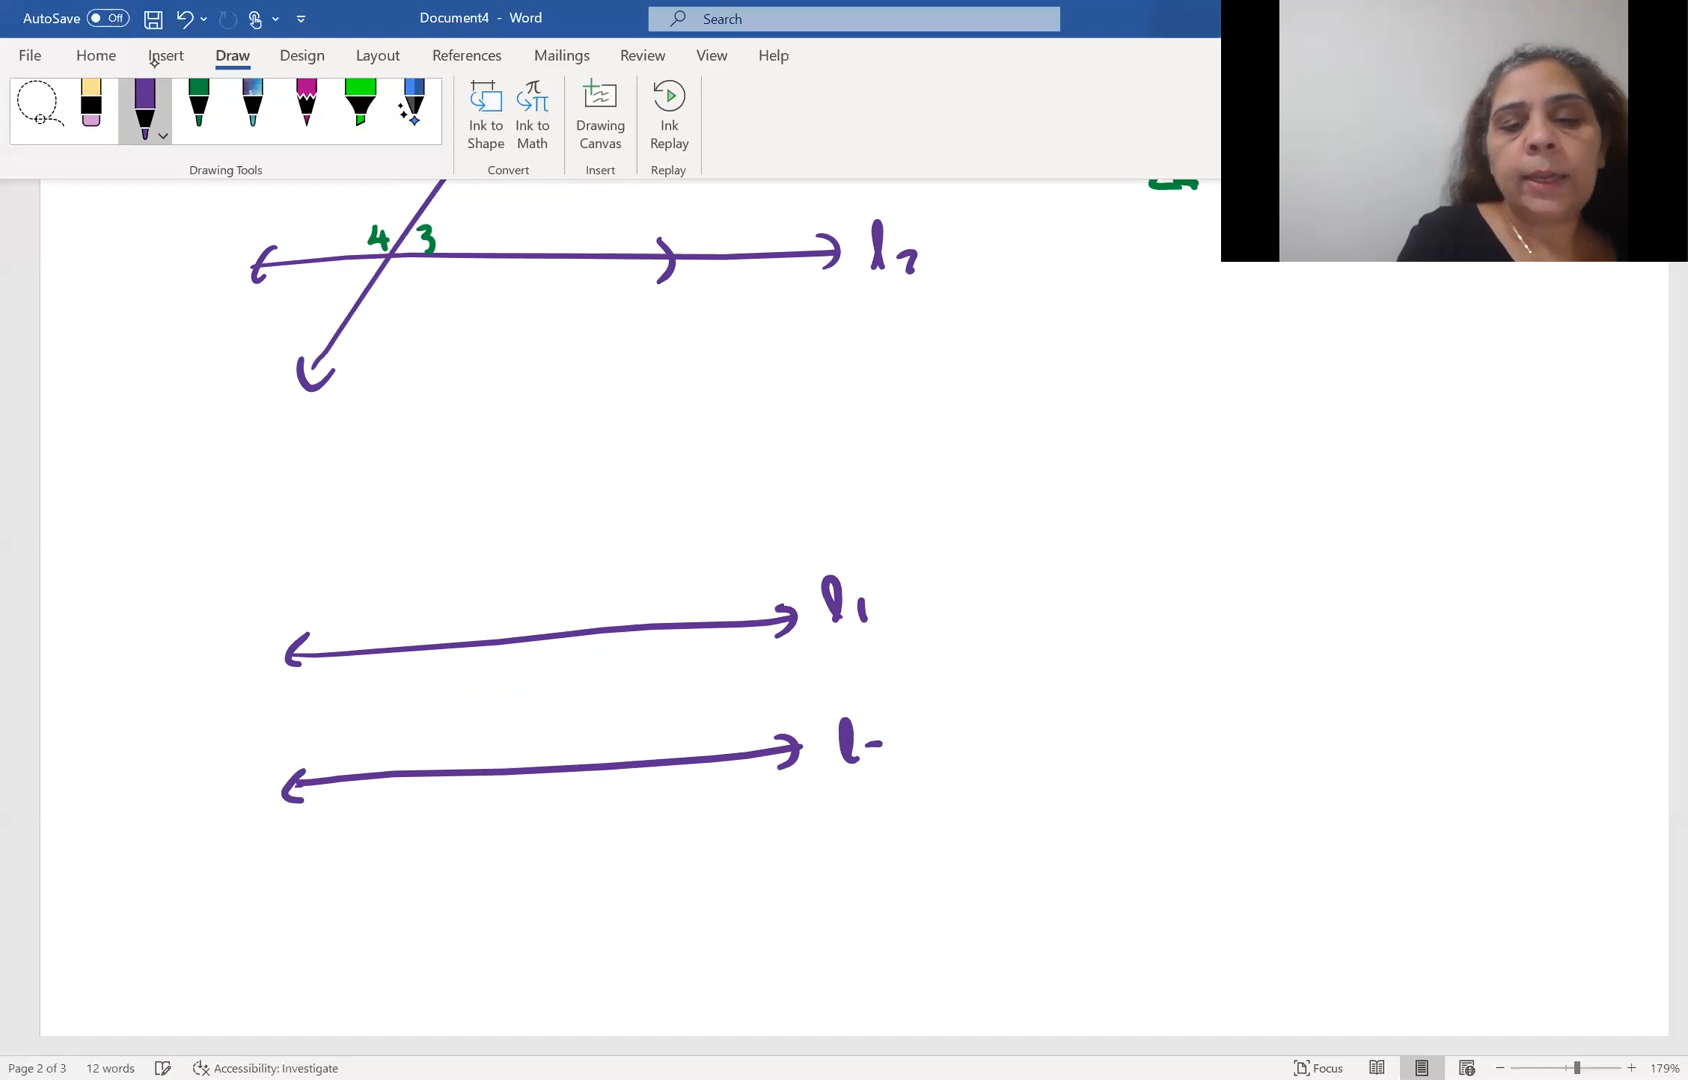 AutoSave Off Document4 - Word Search
File Home Insert Draw Design Layout References Mailings Review View Help
Ink to Shape
Ink to Math
Drawing Canvas
Ink Replay
Drawing Tools Convert Insert Replay
4 3
l2
l1
l-
Page 2 of 3 12 words Accessibility: Investigate Focus 179%